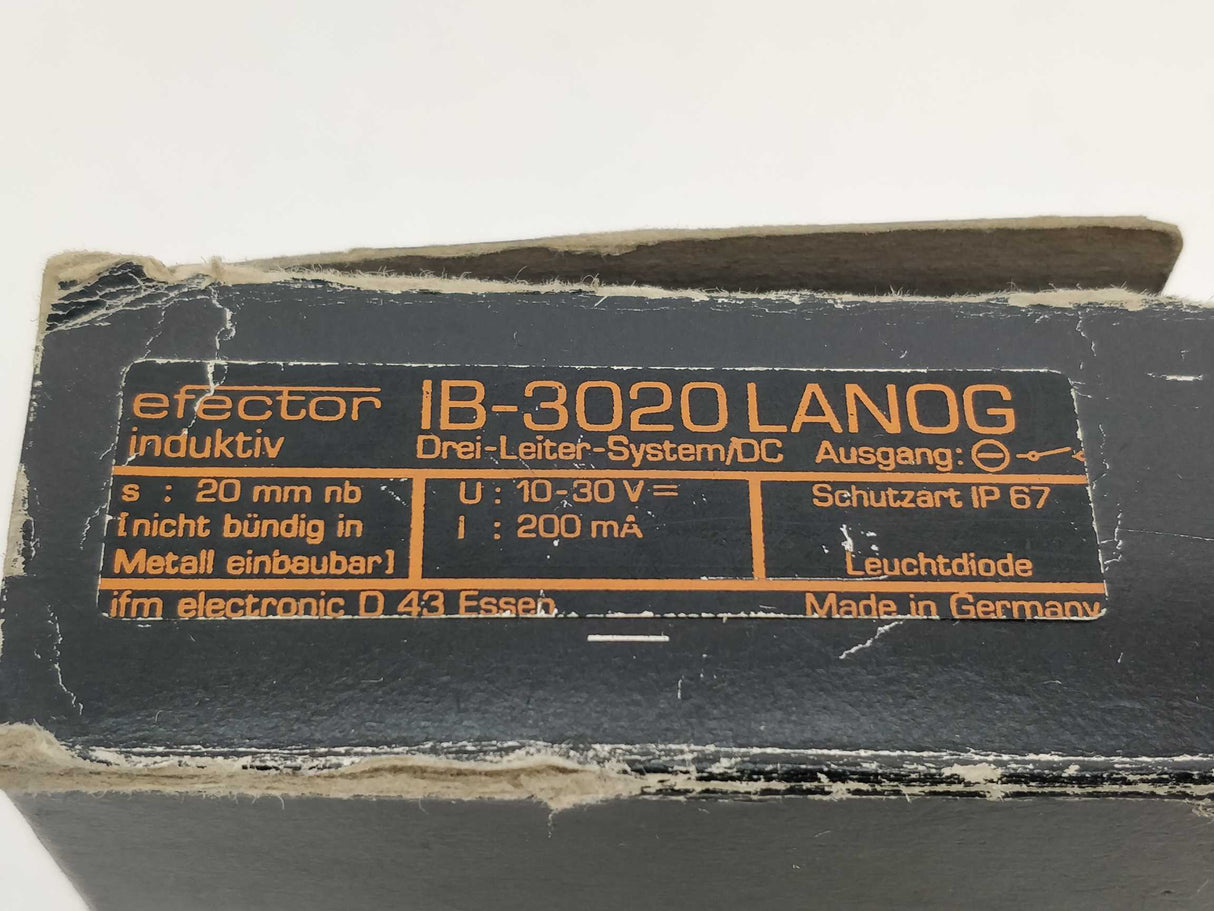 efector IB-3020 LANOG
induktiv Drei-Leiter-System/DC Ausgang: ⊖
s : 20 mm nb
[nicht bündig in
Metall einbaubar]
U : 10-30 V ⎓
I : 200 mA
Schutzart IP 67
Leuchtdiode
ifm electronic D 43 Essen Made in Germany